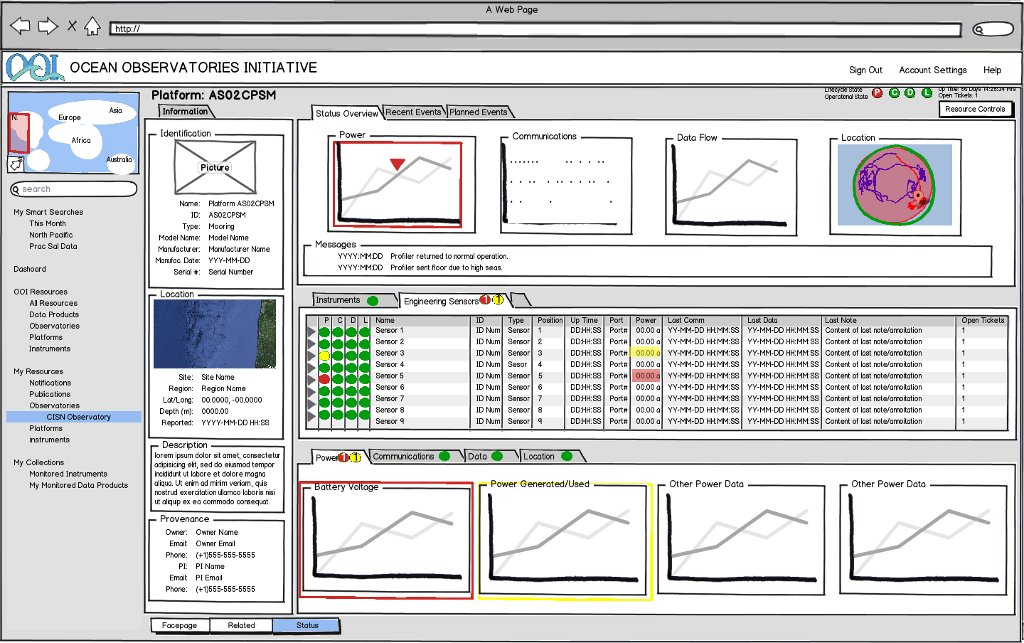 A Web Page
http://
OOI OCEAN OBSERVATORIES INITIATIVE
Sign Out Account Settings Help
Asia
Europe
Africa
Australia
N.
search
My Smart Searches
This Month
North Pacific
Prac Sal Data
Dashoard
OOI Resources
All Resources
Data Products
Observatories
Platforms
Instruments
My Resources
Notifications
Publications
Observatories
CISN Observatory
Platforms
instruments
My Collections
Monitored Instruments
My Monitored Data Products
Platform: AS02CPSM
Lifecycle State
Operational State
P C D L
Open Tickets: 1
Resource Controls
Information
Identification
Picture
Name: Platform AS02CPSM
ID: AS02CPSM
Type: Mooring
Model Name: Model Name
Manufacturer: Manufacturer Name
Manufac. Date: YYY-MM-DD
Serial #: Serial Number
Location
Site: Site Name
Region: Region Name
Lat/Long: 00.0000, -00.0000
Depth (m): 0000.00
Reported: YYYY-MM-DD HH:SS
Description
lorem ipsum dolor sit amet, consectetur
adipisicing elit, sed do eiusmod tempor
incididunt ut labore et dolore magna
aliqua. Ut enim ad minim veniam, quis
nostrud exercitation ullamco laboris nisi
ut aliquip ex ea commodo consequat.
Provenance
Owner: Owner Name
Email: Owner Email
Phone: (+1)555-555-5555
PI: PI Name
Email: PI Email
Phone: (+1)555-555-5555
Facepage Related Status
Status Overview Recent Events Planned Events
Power Communications Data Flow Location
Messages
YYYY:MM:DD Profiler returned to normal operation.
YYYY:MM:DD Profiler sent floor due to high seas.
Instruments Engineering Sensors 1 1
P C D L Name ID Type Position Up Time Port Power Last Comm Last Data Last Note Open Tickets
Sensor 1 ID Num Sensor 1 DD:HH:SS Port# 00.00 a YY-MM-DD HH:MM:SS YY-MM-DD HH:MM:SS Content of last note/annoitation 1
Sensor 2 ID Num Sensor 2 DD:HH:SS Port# 00.00 a YY-MM-DD HH:MM:SS YY-MM-DD HH:MM:SS Content of last note/annoitation 1
Sensor 3 ID Num Sensor 3 DD:HH:SS Port# 00.00 a YY-MM-DD HH:MM:SS YY-MM-DD HH:MM:SS Content of last note/annoitation 1
Sensor 4 ID Num Sensor 4 DD:HH:SS Port# 00.00 a YY-MM-DD HH:MM:SS YY-MM-DD HH:MM:SS Content of last note/annoitation 1
Sensor 5 ID Num Sensor 5 DD:HH:SS Port# 00.00 a YY-MM-DD HH:MM:SS YY-MM-DD HH:MM:SS Content of last note/annoitation 1
Sensor 6 ID Num Sensor 6 DD:HH:SS Port# 00.00 a YY-MM-DD HH:MM:SS YY-MM-DD HH:MM:SS Content of last note/annoitation 1
Sensor 7 ID Num Sensor 7 DD:HH:SS Port# 00.00 a YY-MM-DD HH:MM:SS YY-MM-DD HH:MM:SS Content of last note/annoitation 1
Sensor 8 ID Num Sensor 8 DD:HH:SS Port# 00.00 a YY-MM-DD HH:MM:SS YY-MM-DD HH:MM:SS Content of last note/annoitation 1
Sensor 9 ID Num Sensor 9 DD:HH:SS Port# 00.00 a YY-MM-DD HH:MM:SS YY-MM-DD HH:MM:SS Content of last note/annoitation 1
Power 1 1 Communications Data Location
Battery Voltage Power Generated/Used Other Power Data Other Power Data